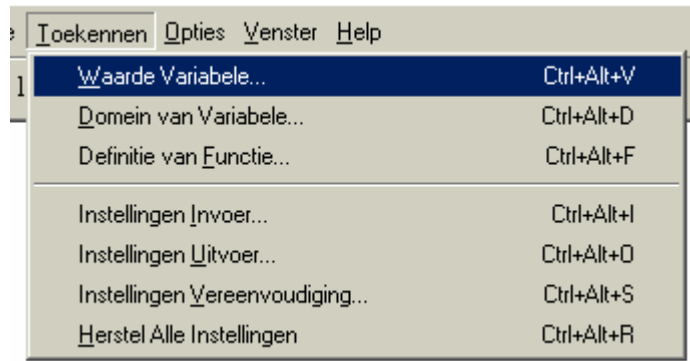 e Toekennen Opties Venster Help
1
Waarde Variabele... Ctrl+Alt+V
Domein van Variabele... Ctrl+Alt+D
Definitie van Functie... Ctrl+Alt+F
Instellingen Invoer... Ctrl+Alt+I
Instellingen Uitvoer... Ctrl+Alt+O
Instellingen Vereenvoudiging... Ctrl+Alt+S
Herstel Alle Instellingen Ctrl+Alt+R